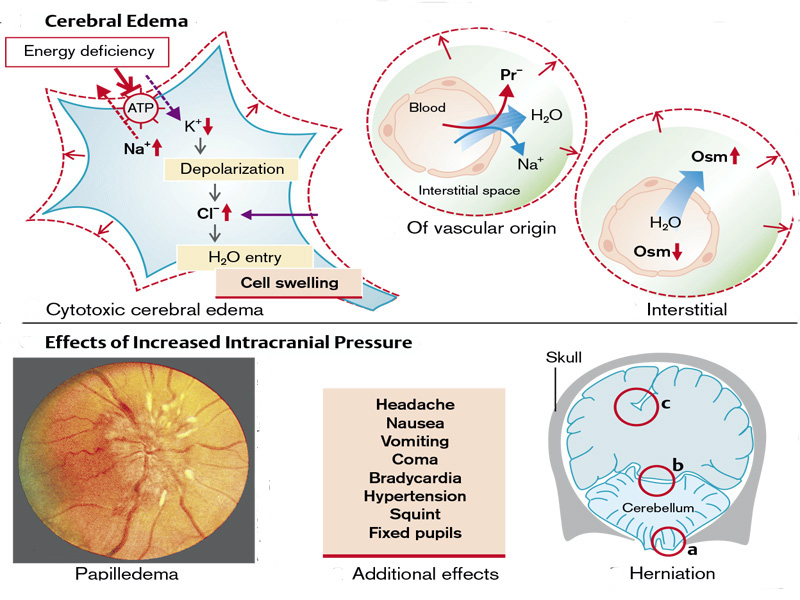 Cerebral Edema
Energy deficiency
ATP
K⁺
Na⁺
Depolarization
Cl⁻
H₂O entry
Cell swelling
Cytotoxic cerebral edema
Blood
Pr⁻
H₂O
Na⁺
Interstitial space
Of vascular origin
Osm
H₂O
Osm
Interstitial
Effects of Increased Intracranial Pressure
Papilledema
Headache
Nausea
Vomiting
Coma
Bradycardia
Hypertension
Squint
Fixed pupils
Additional effects
Skull
c
b
Cerebellum
a
Herniation